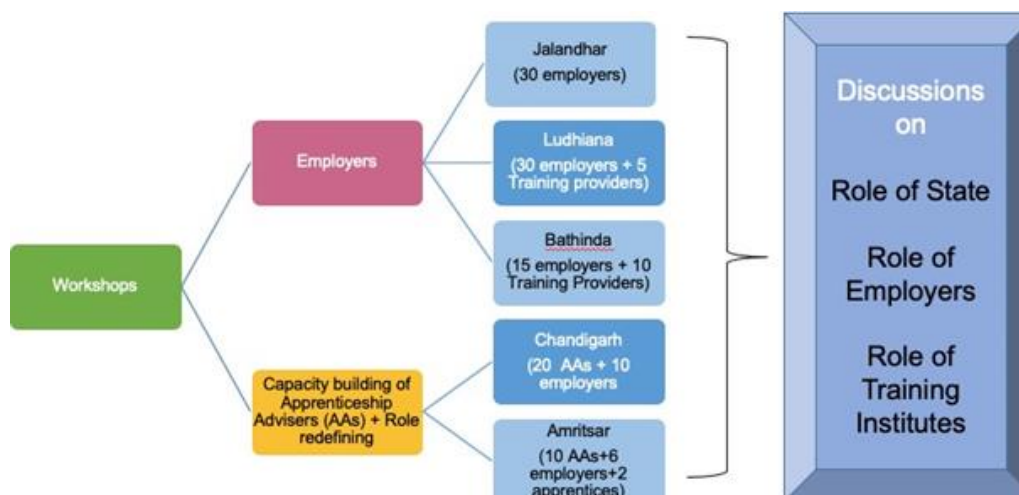 Workshops
Employers
Capacity building of
Apprenticeship
Advisers (AAs) + Role
redefining
Jalandhar
(30 employers)
Ludhiana
(30 employers + 5
Training providers)
Bathinda
(15 employers + 10
Training Providers)
Chandigarh
(20 AAs + 10
employers
Amritsar
(10 AAs+6
employers+2
apprentices)
Discussions
on
Role of State
Role of
Employers
Role of
Training
Institutes